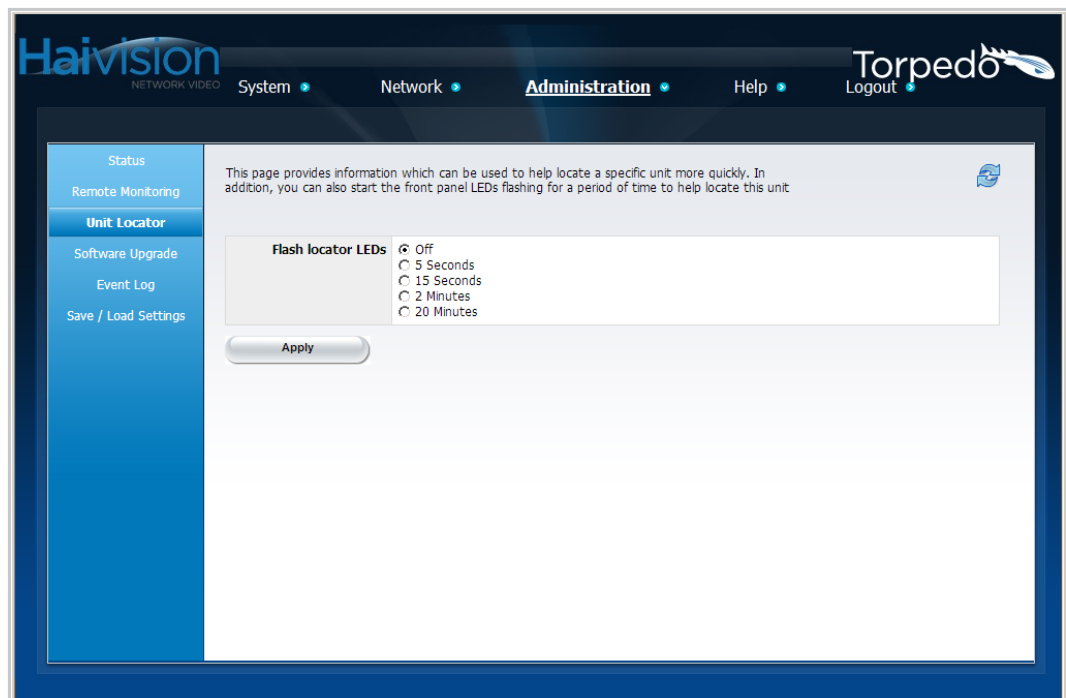 Haivision
NETWORK VIDEO
Torpedo
System
Network
Administration
Help
Logout
Status
Remote Monitoring
Unit Locator
Software Upgrade
Event Log
Save / Load Settings
This page provides information which can be used to help locate a specific unit more quickly. In
addition, you can also start the front panel LEDs flashing for a period of time to help locate this unit
Flash locator LEDs
Off
5 Seconds
15 Seconds
2 Minutes
20 Minutes
Apply